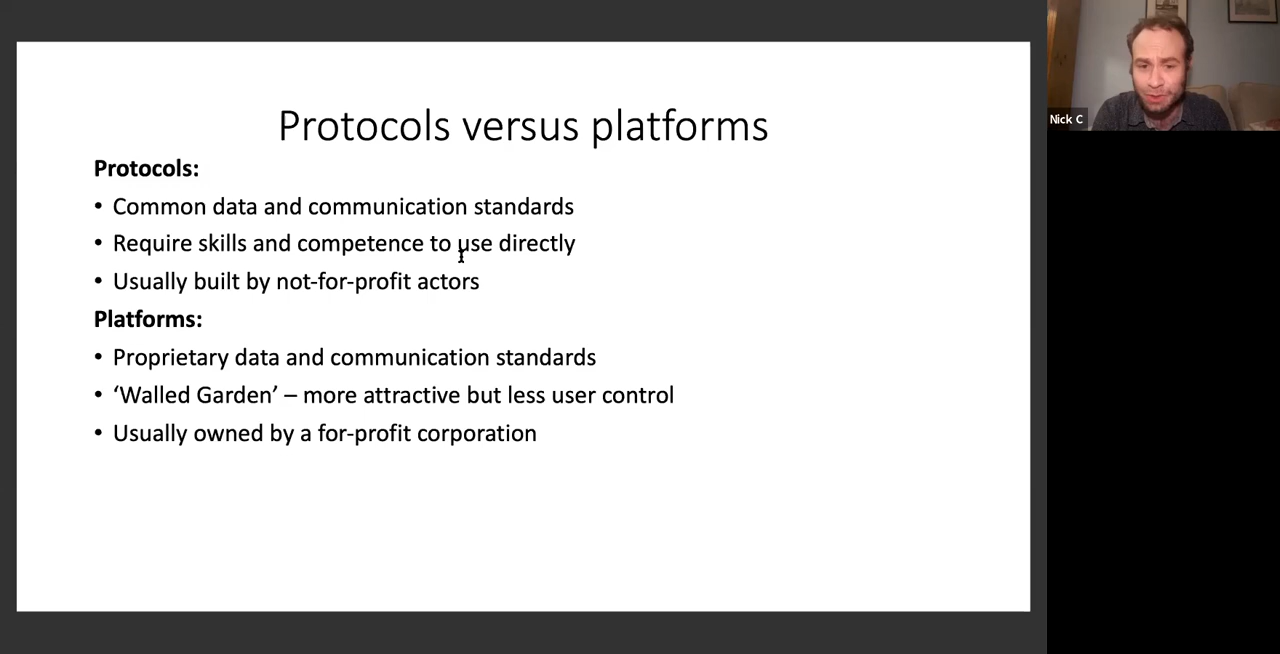 Protocols versus platforms
Protocols:
• Common data and communication standards
• Require skills and competence to use directly
• Usually built by not-for-profit actors
Platforms:
• Proprietary data and communication standards
• ‘Walled Garden’ – more attractive but less user control
• Usually owned by a for-profit corporation
Nick C